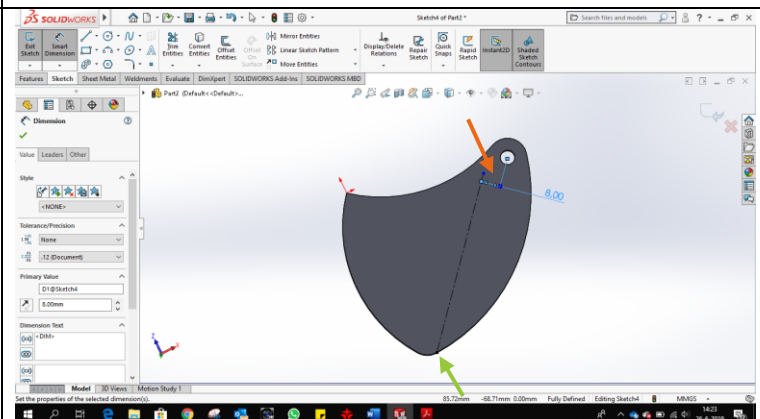 SOLIDWORKS
Sketch4 of Part2 *
Search files and models
Exit Sketch
Smart Dimension
Trim Entities
Convert Entities
Offset Entities
Offset On Surface
Mirror Entities
Linear Sketch Pattern
Move Entities
Display/Delete Relations
Repair Sketch
Quick Snaps
Rapid Sketch
Instant2D
Shaded Sketch Contours
Features Sketch Sheet Metal Weldments Evaluate DimXpert SOLIDWORKS Add-Ins SOLIDWORKS MBD
Part2 (Default<<Default>...
Dimension
Value Leaders Other
Style
<NONE>
Tolerance/Precision
None
.12 (Document)
Primary Value
D1@Sketch4
8.00mm
Dimension Text
<DIM>
8.00
Z
X
Model 3D Views Motion Study 1
Set the properties of the selected dimension(s).
85.72mm -68.71mm 0.00mm Fully Defined Editing Sketch4 MMGS
14:23